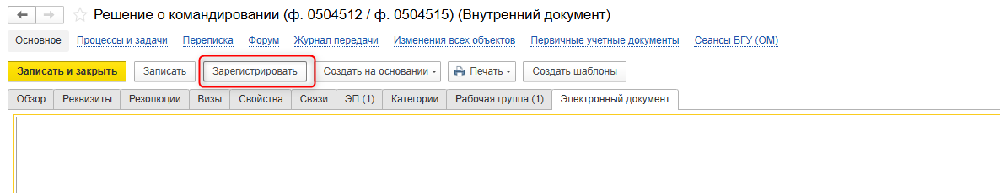 Решение о командировании (ф. 0504512 / ф. 0504515) (Внутренний документ)
Основное Процессы и задачи Переписка Форум Журнал передачи Изменения всех объектов Первичные учетные документы Сеансы БГУ (ОМ)
Записать и закрыть Записать Зарегистрировать Создать на основании Печать Создать шаблоны
Обзор Реквизиты Резолюции Визы Свойства Связи ЭП (1) Категории Рабочая группа (1) Электронный документ